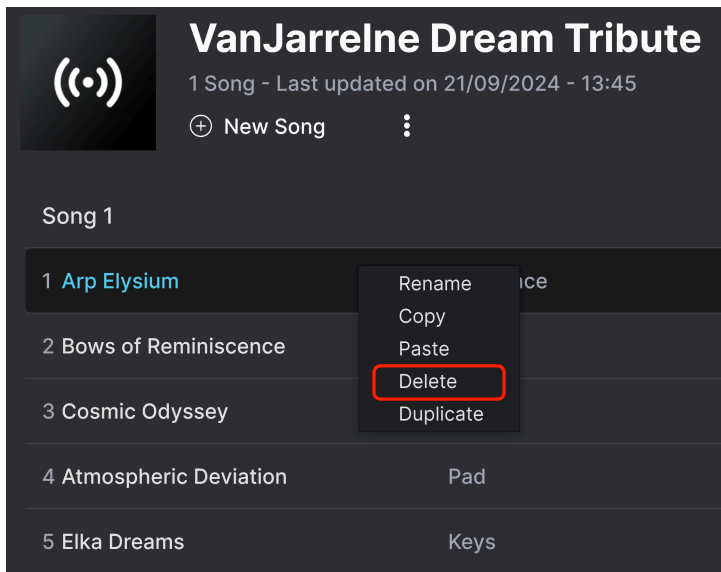 VanJarrelne Dream Tribute
1 Song - Last updated on 21/09/2024 - 13:45
New Song
Song 1
1 Arp Elysium
Rename
Copy
Paste
Delete
Duplicate
2 Bows of Reminiscence
3 Cosmic Odyssey
4 Atmospheric Deviation Pad
5 Elka Dreams Keys